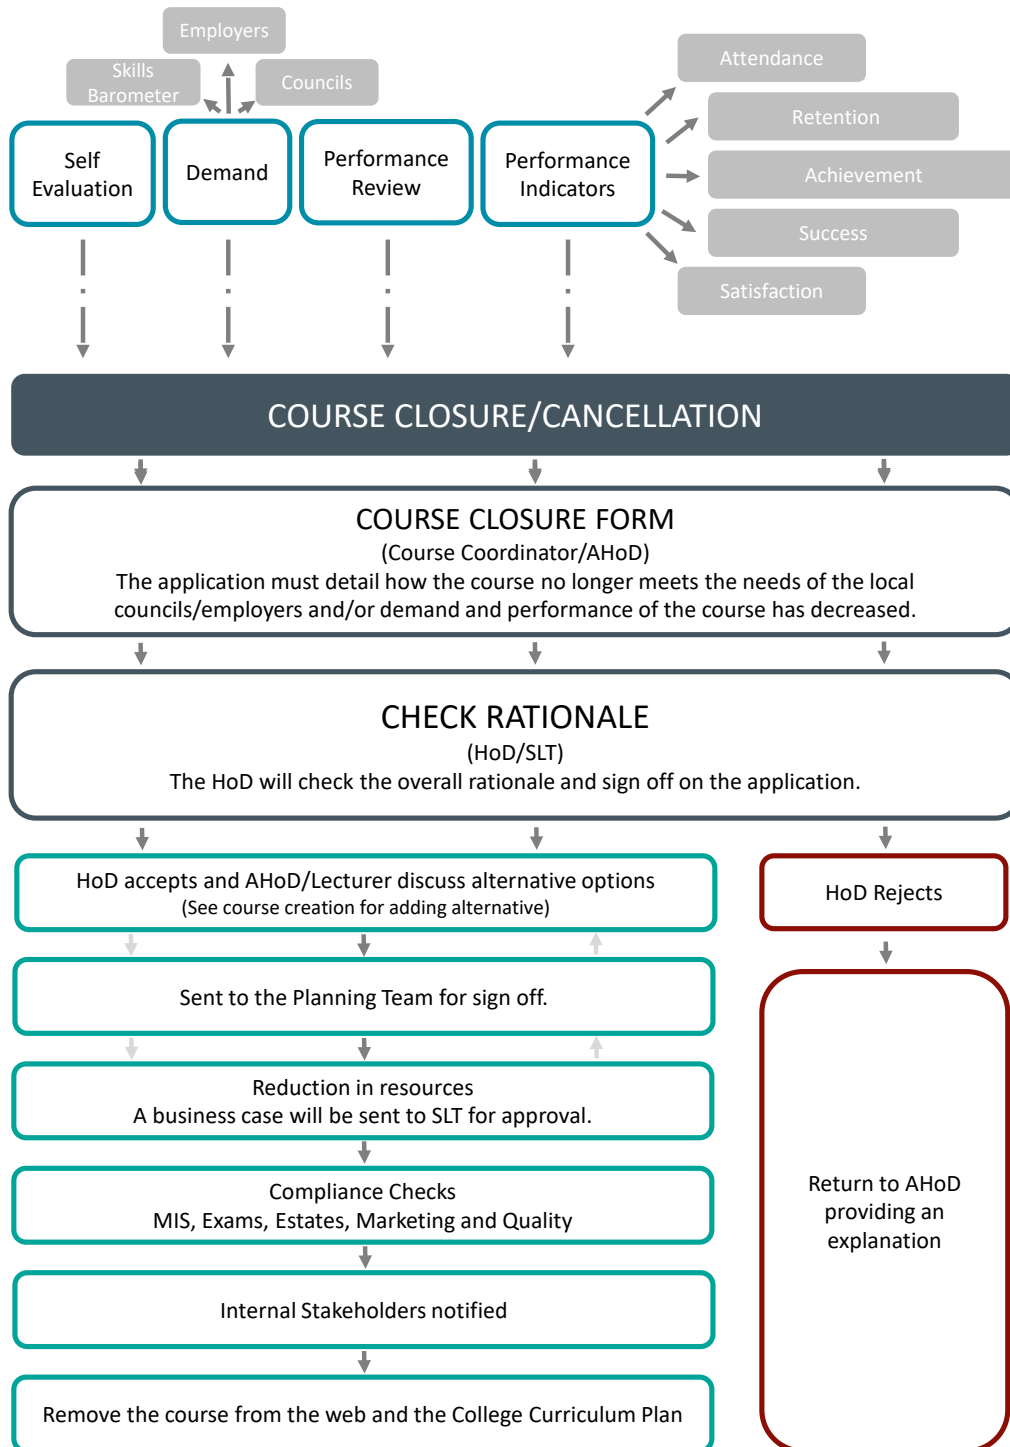 Employers
Skills
Barometer
Councils
Attendance
Retention
Achievement
Success
Satisfaction
Self
Evaluation
Demand
Performance
Review
Performance
Indicators
COURSE CLOSURE/CANCELLATION
COURSE CLOSURE FORM
(Course Coordinator/AHoD)
The application must detail how the course no longer meets the needs of the local
councils/employers and/or demand and performance of the course has decreased.
CHECK RATIONALE
(HoD/SLT)
The HoD will check the overall rationale and sign off on the application.
HoD accepts and AHoD/Lecturer discuss alternative options
(See course creation for adding alternative)
HoD Rejects
Sent to the Planning Team for sign off.
Reduction in resources
A business case will be sent to SLT for approval.
Compliance Checks
MIS, Exams, Estates, Marketing and Quality
Internal Stakeholders notified
Remove the course from the web and the College Curriculum Plan
Return to AHoD
providing an
explanation